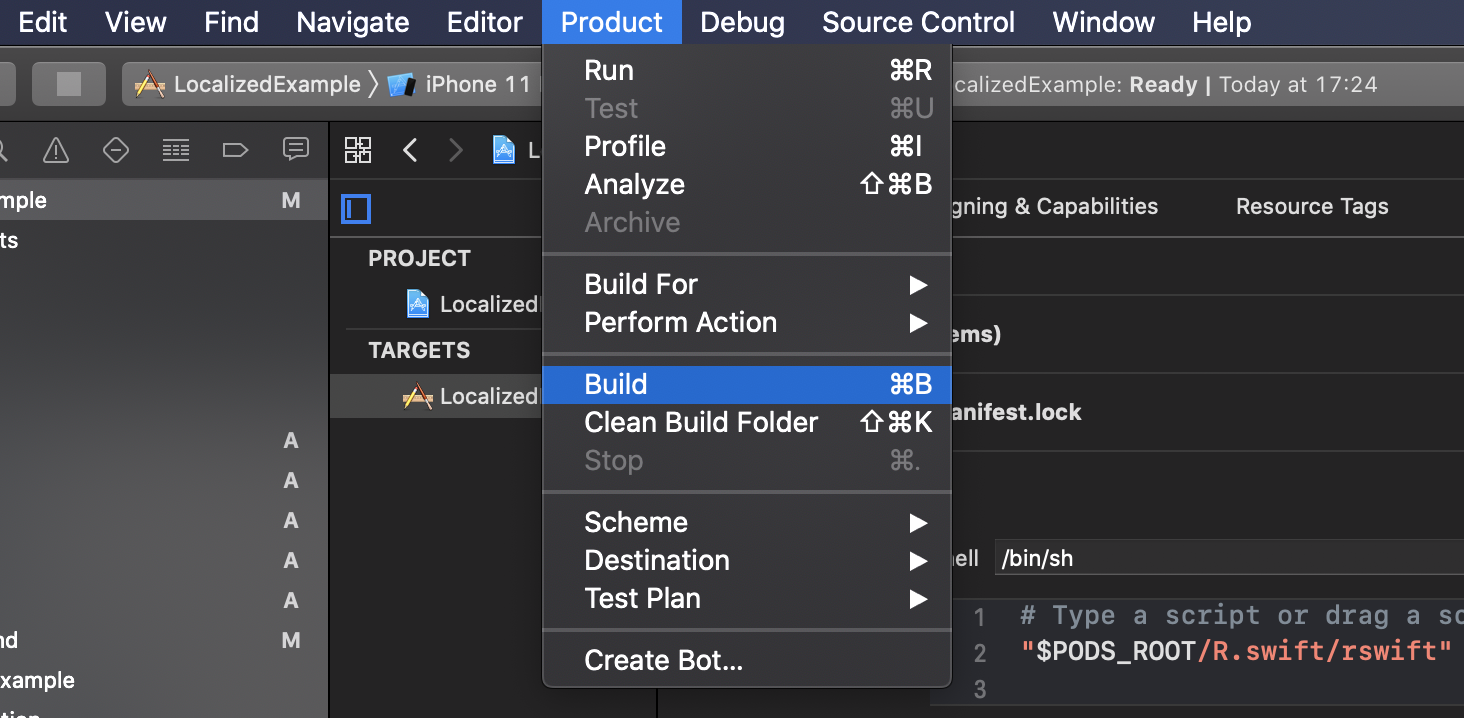 Edit View Find Navigate Editor Product Debug Source Control Window Help
LocalizedExample iPhone 11
calizedExample: Ready | Today at 17:24
mple M
ts
A
A
A
A
A
nd M
xample
PROJECT
Localized
TARGETS
Localized
Run ⌘R
Test ⌘U
Profile ⌘I
Analyze ⇧⌘B
Archive
Build For ▶
Perform Action ▶
Build ⌘B
Clean Build Folder ⇧⌘K
Stop ⌘.
Scheme ▶
Destination ▶
Test Plan ▶
Create Bot...
gning & Capabilities Resource Tags
ems)
anifest.lock
ell /bin/sh
1 # Type a script or drag a sc
2 "$PODS_ROOT/R.swift/rswift"
3